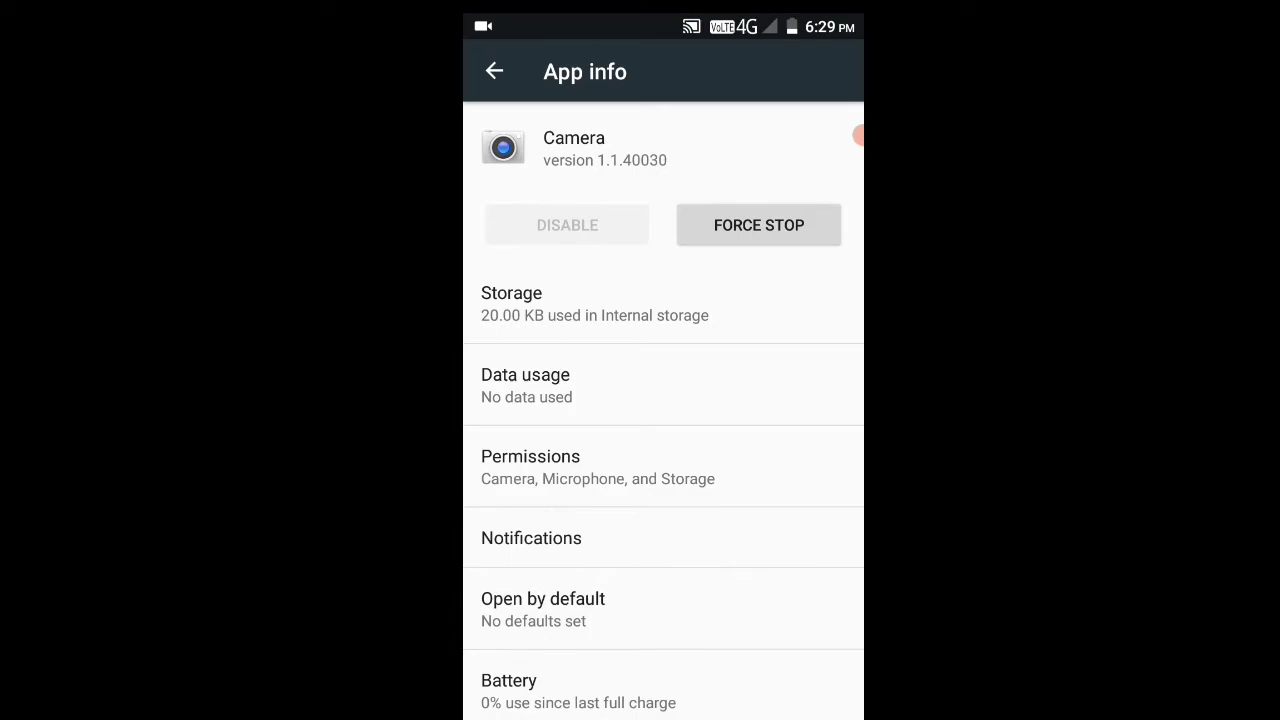 VoLTE 4G 6:29 PM
App info
Camera
version 1.1.40030
DISABLE
FORCE STOP
Storage
20.00 KB used in Internal storage
Data usage
No data used
Permissions
Camera, Microphone, and Storage
Notifications
Open by default
No defaults set
Battery
0% use since last full charge